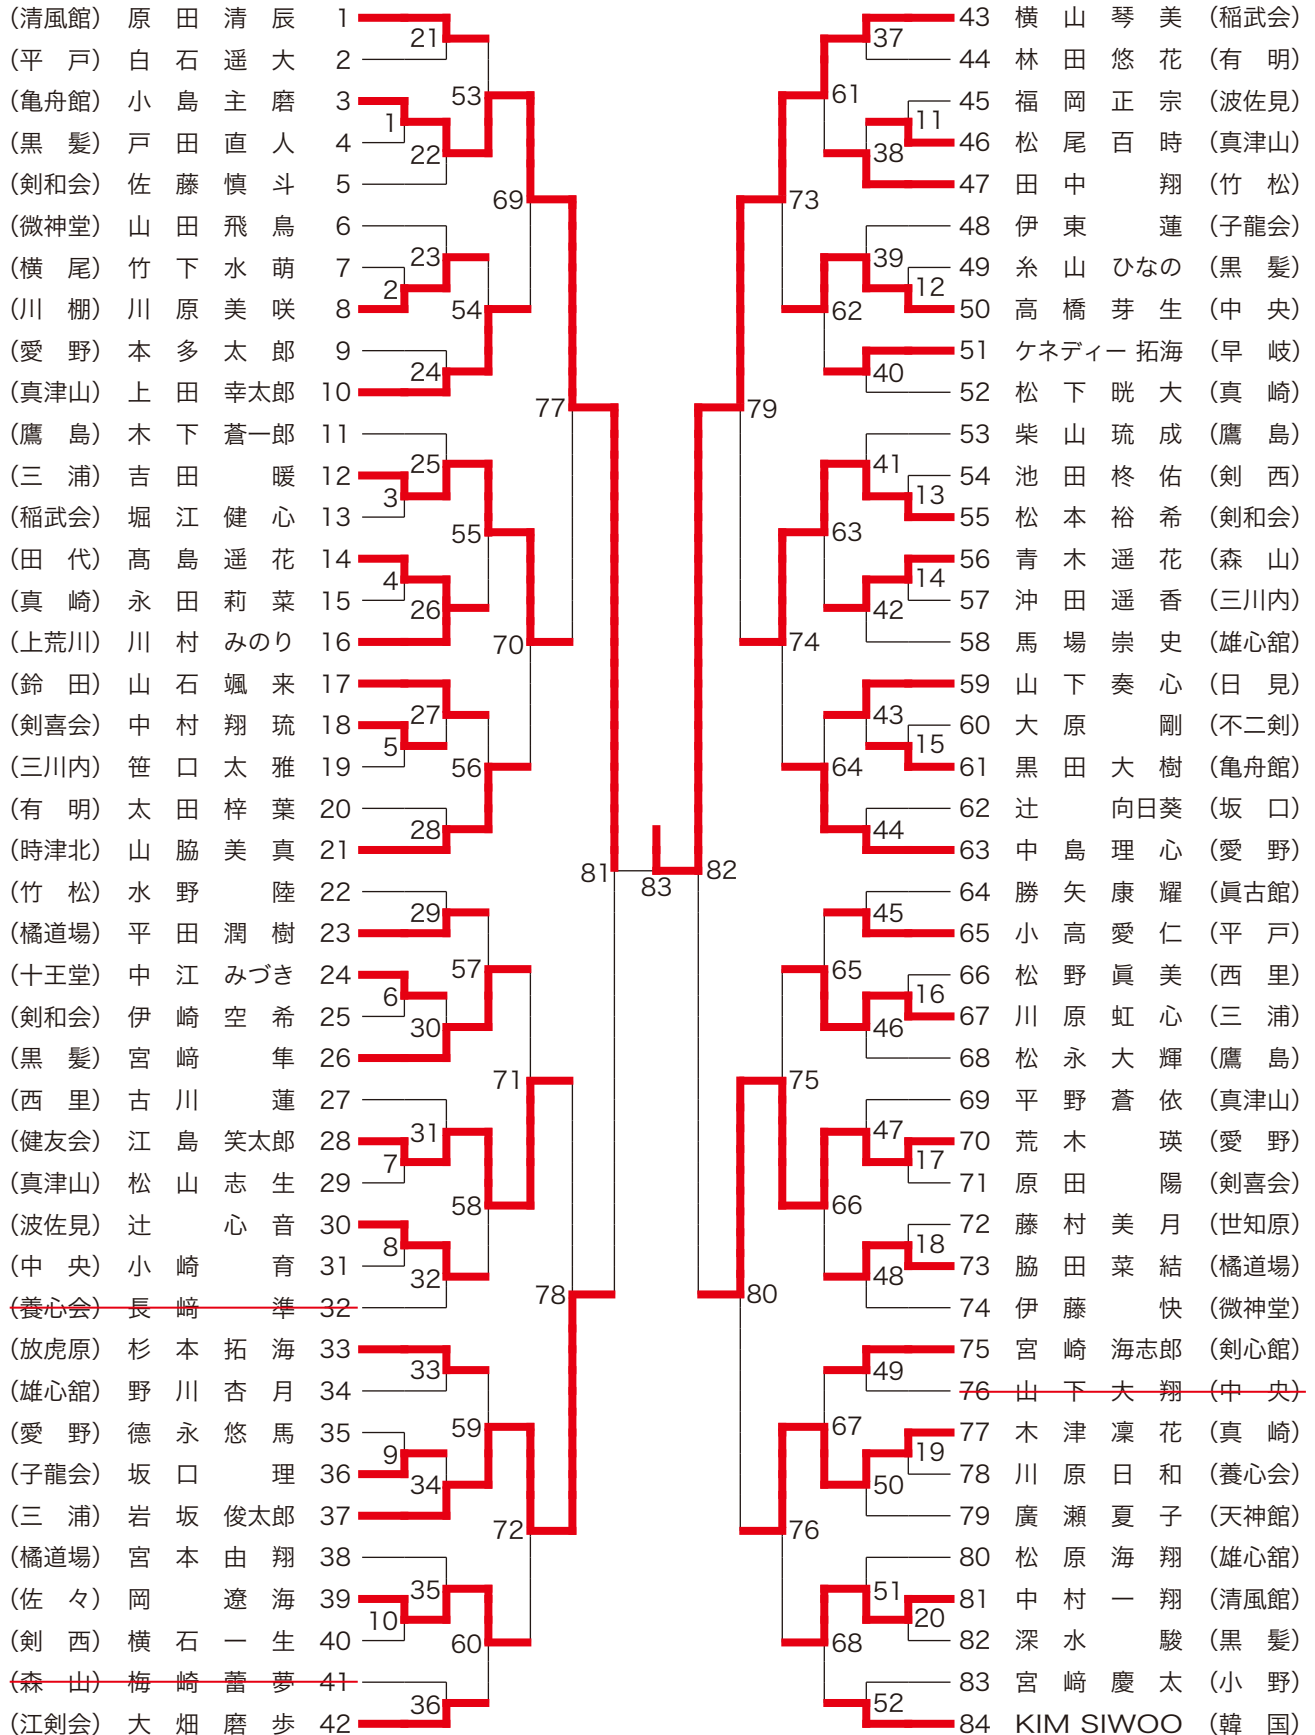 (清風館) 原田清辰 1
(平戸) 白石遥大 2
(亀舟館) 小島主磨 3
(黒髪) 戸田直人 4
(剣和会) 佐藤慎斗 5
(微神堂) 山田飛鳥 6
(横尾) 竹下水萌 7
(川棚) 川原美咲 8
(愛野) 本多太郎 9
(真津山) 上田幸太郎 10
(鷹島) 木下蒼一郎 11
(三浦) 吉田暖 12
(稲武会) 堀江健心 13
(田代) 髙島遥花 14
(真崎) 永田莉菜 15
(上荒川) 川村みのり 16
(鈴田) 山石颯来 17
(剣喜会) 中村翔琉 18
(三川内) 笹口太雅 19
(有明) 太田梓葉 20
(時津北) 山脇美真 21
(竹松) 水野陸 22
(橘道場) 平田潤樹 23
(十王堂) 中江みづき 24
(剣和会) 伊崎空希 25
(黒髪) 宮﨑隼 26
(西里) 古川蓮 27
(健友会) 江島笑太郎 28
(真津山) 松山志生 29
(波佐見) 辻心音 30
(中央) 小崎育 31
(養心会) 長﨑準 32
(放虎原) 杉本拓海 33
(雄心舘) 野川杏月 34
(愛野) 德永悠馬 35
(子龍会) 坂口理 36
(三浦) 岩坂俊太郎 37
(橘道場) 宮本由翔 38
(佐々) 岡遼海 39
(剣西) 横石一生 40
(森山) 梅崎蕾夢 41
(江剣会) 大畑磨歩 42
21
53
1
22
69
23
2
54
24
77
25
3
55
4
26
70
27
5
56
28
81
29
57
6
30
71
31
7
58
8
32
78
33
59
9
34
72
35
10
60
36
83
37
61
11
38
73
39
12
62
40
79
41
13
63
14
42
74
43
15
64
44
82
45
65
16
46
75
47
17
66
18
48
80
49
67
19
50
76
51
20
68
52
43 横山琴美 (稲武会)
44 林田悠花 (有明)
45 福岡正宗 (波佐見)
46 松尾百時 (真津山)
47 田中翔 (竹松)
48 伊東蓮 (子龍会)
49 糸山ひなの (黒髪)
50 高橋芽生 (中央)
51 ケネディー拓海 (早岐)
52 松下晄大 (真崎)
53 柴山琉成 (鷹島)
54 池田柊佑 (剣西)
55 松本裕希 (剣和会)
56 青木遥花 (森山)
57 沖田遥香 (三川内)
58 馬場崇史 (雄心舘)
59 山下奏心 (日見)
60 大原剛 (不二剣)
61 黒田大樹 (亀舟館)
62 辻向日葵 (坂口)
63 中島理心 (愛野)
64 勝矢康耀 (眞古館)
65 小高愛仁 (平戸)
66 松野眞美 (西里)
67 川原虹心 (三浦)
68 松永大輝 (鷹島)
69 平野蒼依 (真津山)
70 荒木瑛 (愛野)
71 原田陽 (剣喜会)
72 藤村美月 (世知原)
73 脇田菜結 (橘道場)
74 伊藤快 (微神堂)
75 宮崎海志郎 (剣心館)
76 山下大翔 (中央)
77 木津凜花 (真崎)
78 川原日和 (養心会)
79 廣瀬夏子 (天神館)
80 松原海翔 (雄心舘)
81 中村一翔 (清風館)
82 深水駿 (黒髪)
83 宮﨑慶太 (小野)
84 KIM SIWOO (韓国)